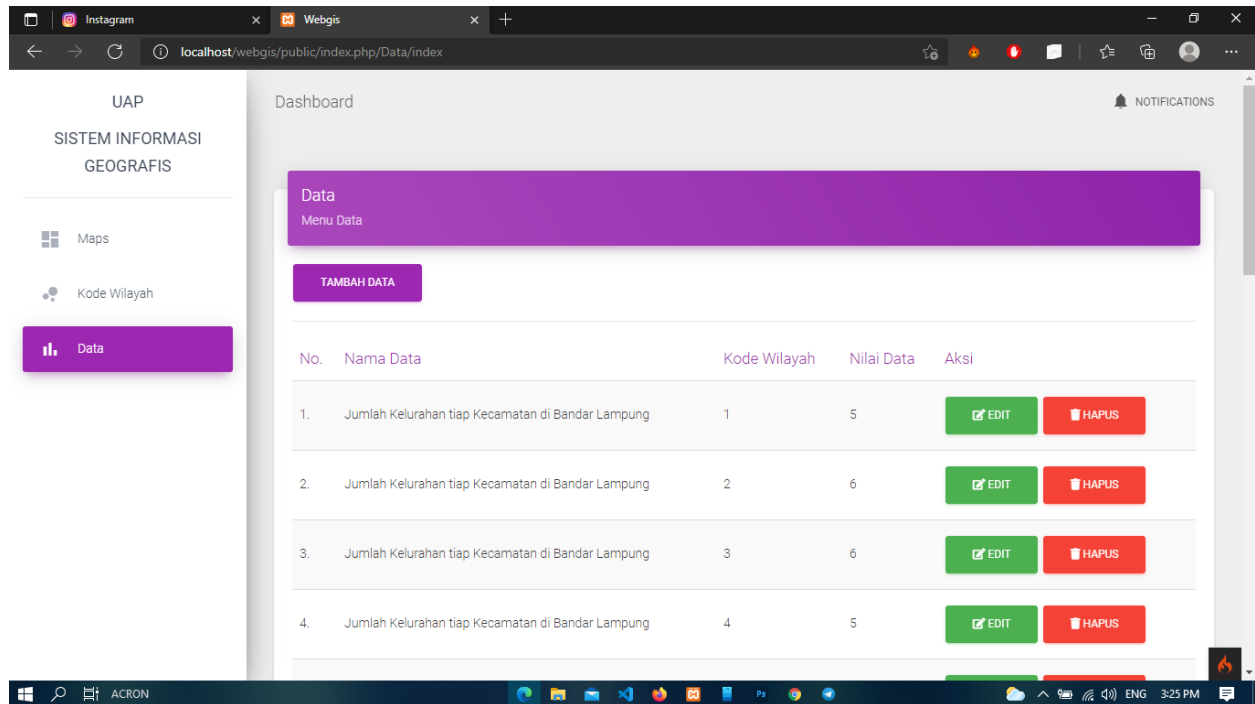 Instagram
Webgis
localhost/webgis/public/index.php/Data/index
UAP
SISTEM INFORMASI
GEOGRAFIS
Maps
Kode Wilayah
Data
Dashboard
NOTIFICATIONS
Data
Menu Data
TAMBAH DATA
No. Nama Data Kode Wilayah Nilai Data Aksi
1. Jumlah Kelurahan tiap Kecamatan di Bandar Lampung 1 5 EDIT HAPUS
2. Jumlah Kelurahan tiap Kecamatan di Bandar Lampung 2 6 EDIT HAPUS
3. Jumlah Kelurahan tiap Kecamatan di Bandar Lampung 3 6 EDIT HAPUS
4. Jumlah Kelurahan tiap Kecamatan di Bandar Lampung 4 5 EDIT HAPUS
ACRON
Ps
ENG 3:25 PM